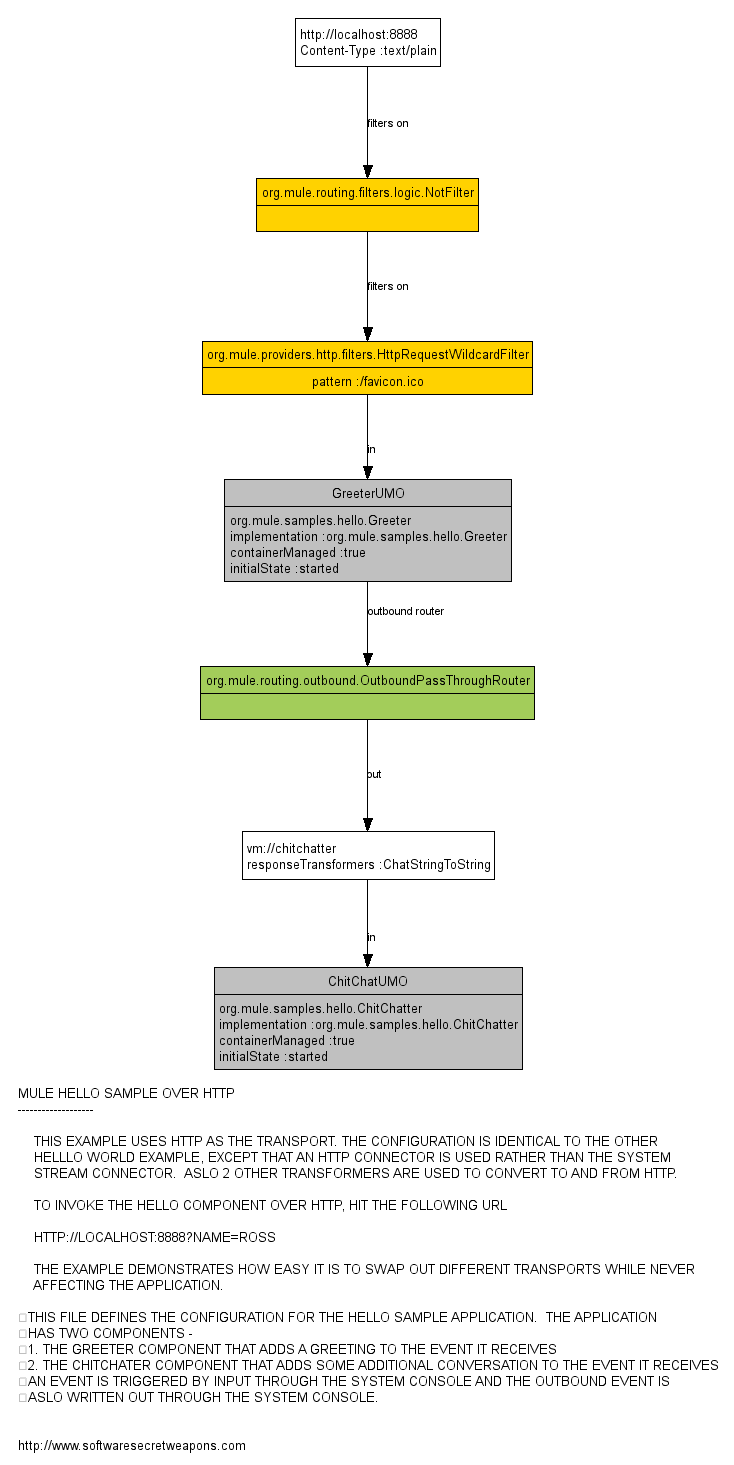 http://localhost:8888
Content-Type :text/plain
filters on
org.mule.routing.filters.logic.NotFilter
filters on
org.mule.providers.http.filters.HttpRequestWildcardFilter
pattern :/favicon.ico
in
GreeterUMO
org.mule.samples.hello.Greeter
implementation :org.mule.samples.hello.Greeter
containerManaged :true
initialState :started
outbound router
org.mule.routing.outbound.OutboundPassThroughRouter
out
vm://chitchatter
responseTransformers :ChatStringToString
in
ChitChatUMO
org.mule.samples.hello.ChitChatter
implementation :org.mule.samples.hello.ChitChatter
containerManaged :true
initialState :started
MULE HELLO SAMPLE OVER HTTP
-------------------
THIS EXAMPLE USES HTTP AS THE TRANSPORT. THE CONFIGURATION IS IDENTICAL TO THE OTHER
HELLLO WORLD EXAMPLE, EXCEPT THAT AN HTTP CONNECTOR IS USED RATHER THAN THE SYSTEM
STREAM CONNECTOR.  ASLO 2 OTHER TRANSFORMERS ARE USED TO CONVERT TO AND FROM HTTP.
TO INVOKE THE HELLO COMPONENT OVER HTTP, HIT THE FOLLOWING URL
HTTP://LOCALHOST:8888?NAME=ROSS
THE EXAMPLE DEMONSTRATES HOW EASY IT IS TO SWAP OUT DIFFERENT TRANSPORTS WHILE NEVER
AFFECTING THE APPLICATION.
□THIS FILE DEFINES THE CONFIGURATION FOR THE HELLO SAMPLE APPLICATION.  THE APPLICATION
□HAS TWO COMPONENTS -
□1. THE GREETER COMPONENT THAT ADDS A GREETING TO THE EVENT IT RECEIVES
□2. THE CHITCHATER COMPONENT THAT ADDS SOME ADDITIONAL CONVERSATION TO THE EVENT IT RECEIVES
□AN EVENT IS TRIGGERED BY INPUT THROUGH THE SYSTEM CONSOLE AND THE OUTBOUND EVENT IS
□ASLO WRITTEN OUT THROUGH THE SYSTEM CONSOLE.
http://www.softwaresecretweapons.com